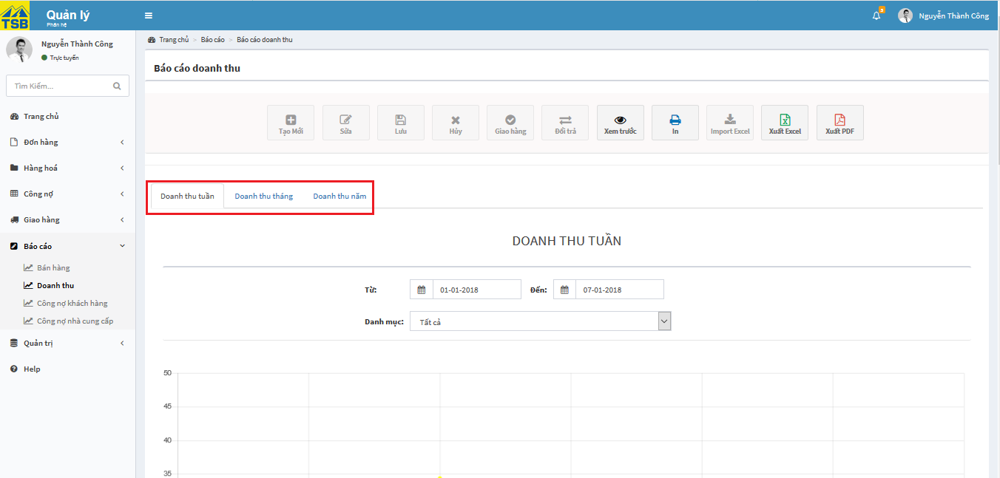 TSB
Quản lý
Phân hệ
5
Nguyễn Thành Công
Nguyễn Thành Công
Trực tuyến
Tìm Kiếm...
Trang chủ
Đơn hàng
Hàng hoá
Công nợ
Giao hàng
Báo cáo
Bán hàng
Doanh thu
Công nợ khách hàng
Công nợ nhà cung cấp
Quản trị
Help
Trang chủ > Báo cáo > Báo cáo doanh thu
Báo cáo doanh thu
Tạo Mới Sửa Lưu Hủy Giao hàng Đổi trả Xem trước In Import Excel Xuất Excel Xuất PDF
Doanh thu tuần Doanh thu tháng Doanh thu năm
DOANH THU TUẦN
Từ: 01-01-2018 Đến: 07-01-2018
Danh mục: Tất cả
50
45
40
35